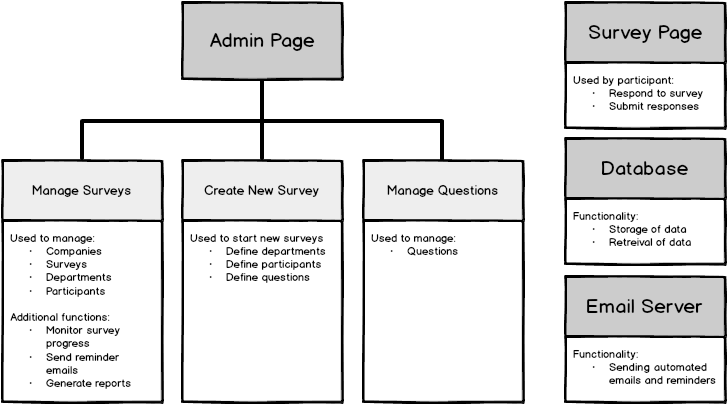 Admin Page
Manage Surveys
Used to manage:
· Companies
· Surveys
· Departments
· Participants
Additional functions:
· Monitor survey
progress
· Send reminder
emails
· Generate reports
Create New Survey
Used to start new surveys
· Define departments
· Define participants
· Define questions
Manage Questions
Used to manage:
· Questions
Survey Page
Used by participant:
· Respond to survey
· Submit responses
Database
Functionality:
· Storage of data
· Retreival of data
Email Server
Functionality:
· Sending automated
emails and reminders